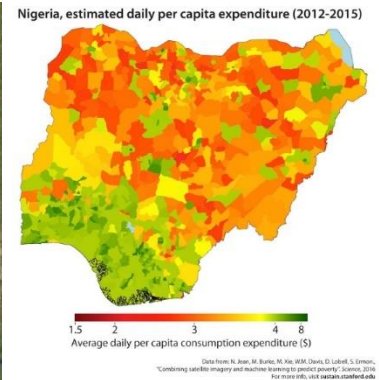 Nigeria, estimated daily per capita expenditure (2012-2015)
1.5 2 3 4 8
Average daily per capita consumption expenditure ($)
Data from: N. Jean, M. Burke, M. Xie, W.M. Davis, D. Lobell, S. Ermon.,
"Combining satellite imagery and machine learning to predict poverty". Science, 2016
For more info, visit sustain.stanford.edu